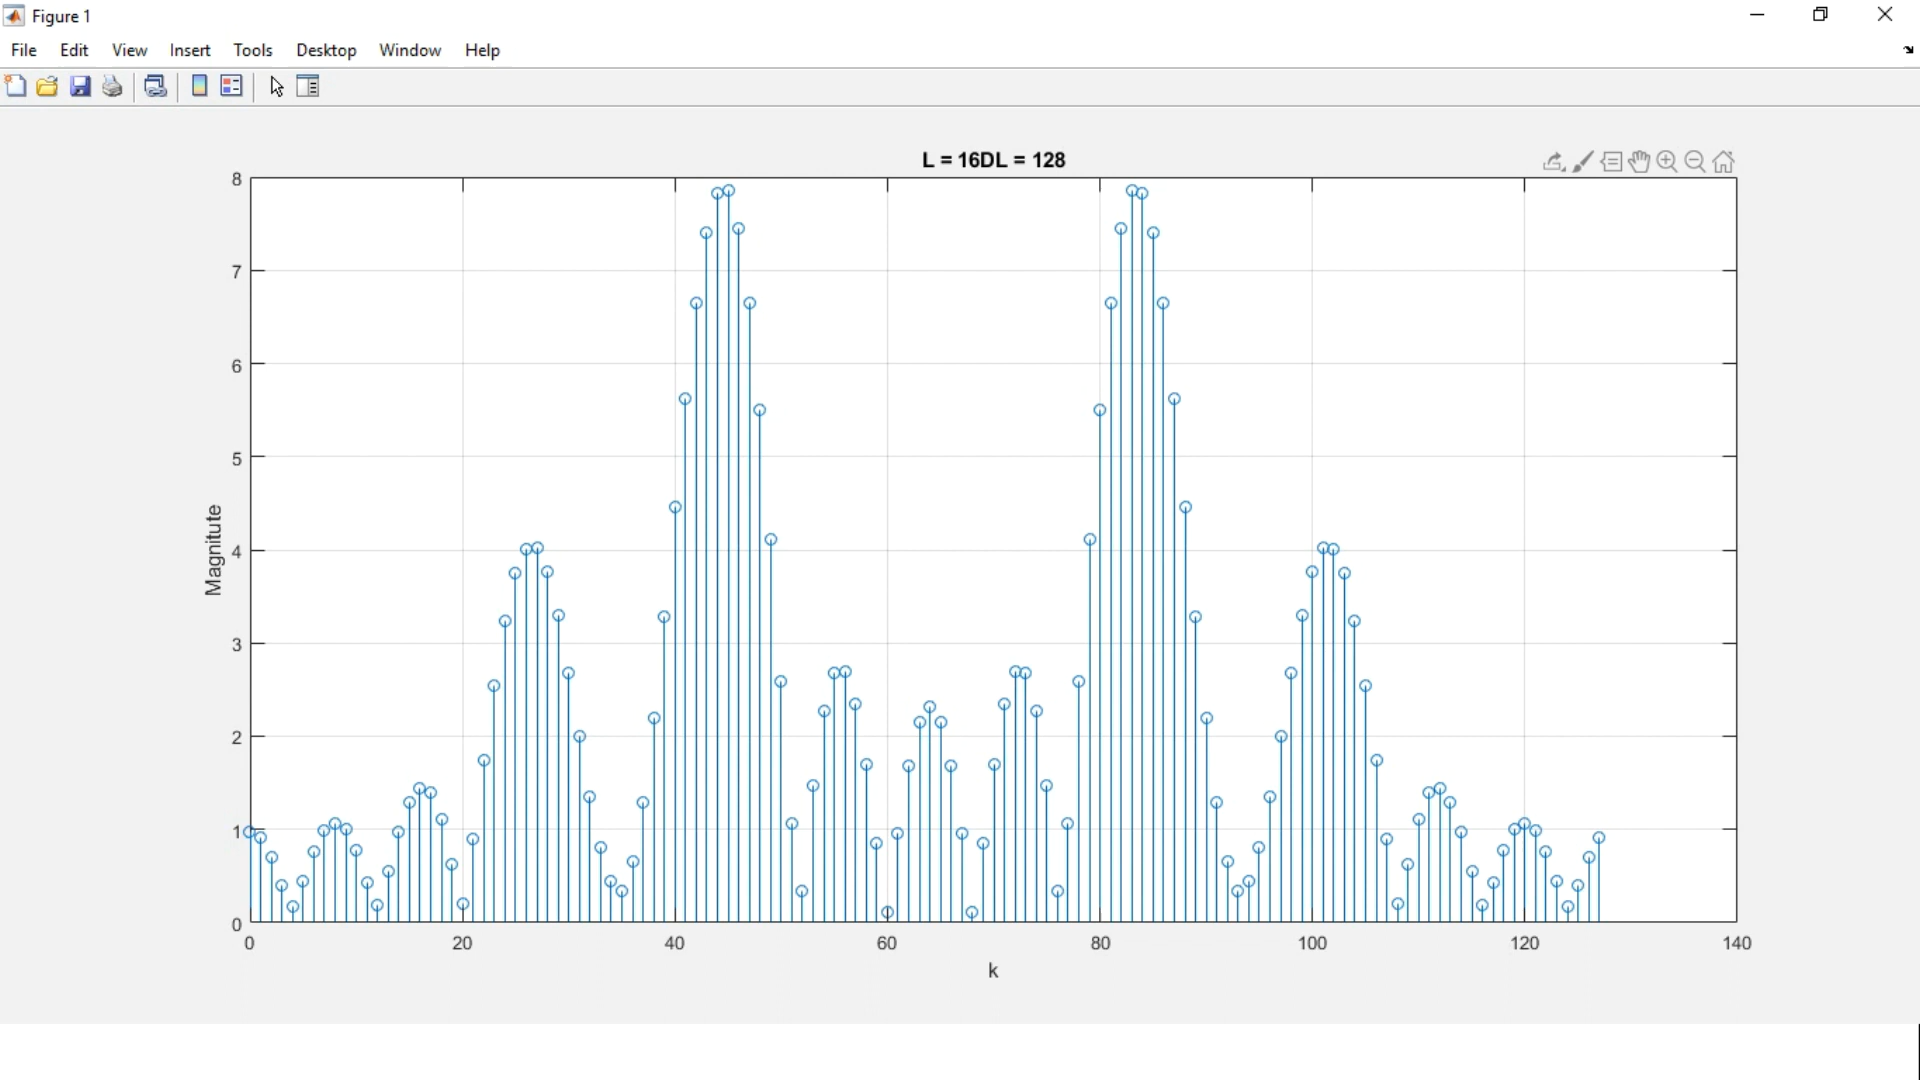 Figure 1
File Edit View Insert Tools Desktop Window Help
L = 16DL = 128
8
7
6
5
4
3
2
1
0
Magnitute
0 20 40 60 80 100 120 140
k